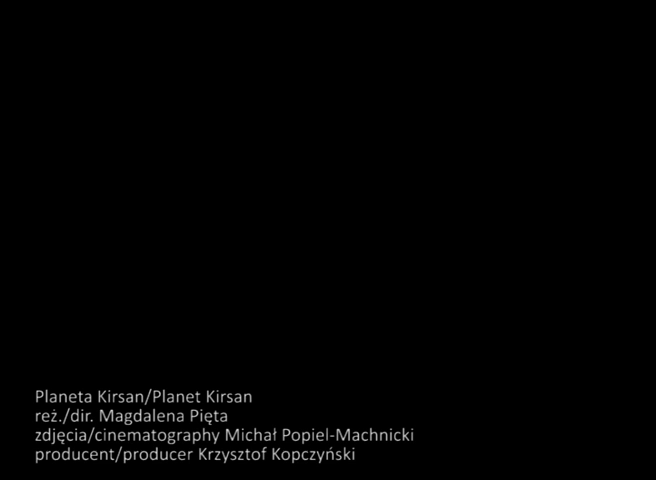 Planeta Kirsan/Planet Kirsan
reż./dir. Magdalena Pięta
zdjęcia/cinematography Michał Popiel-Machnicki
producent/producer Krzysztof Kopczyński